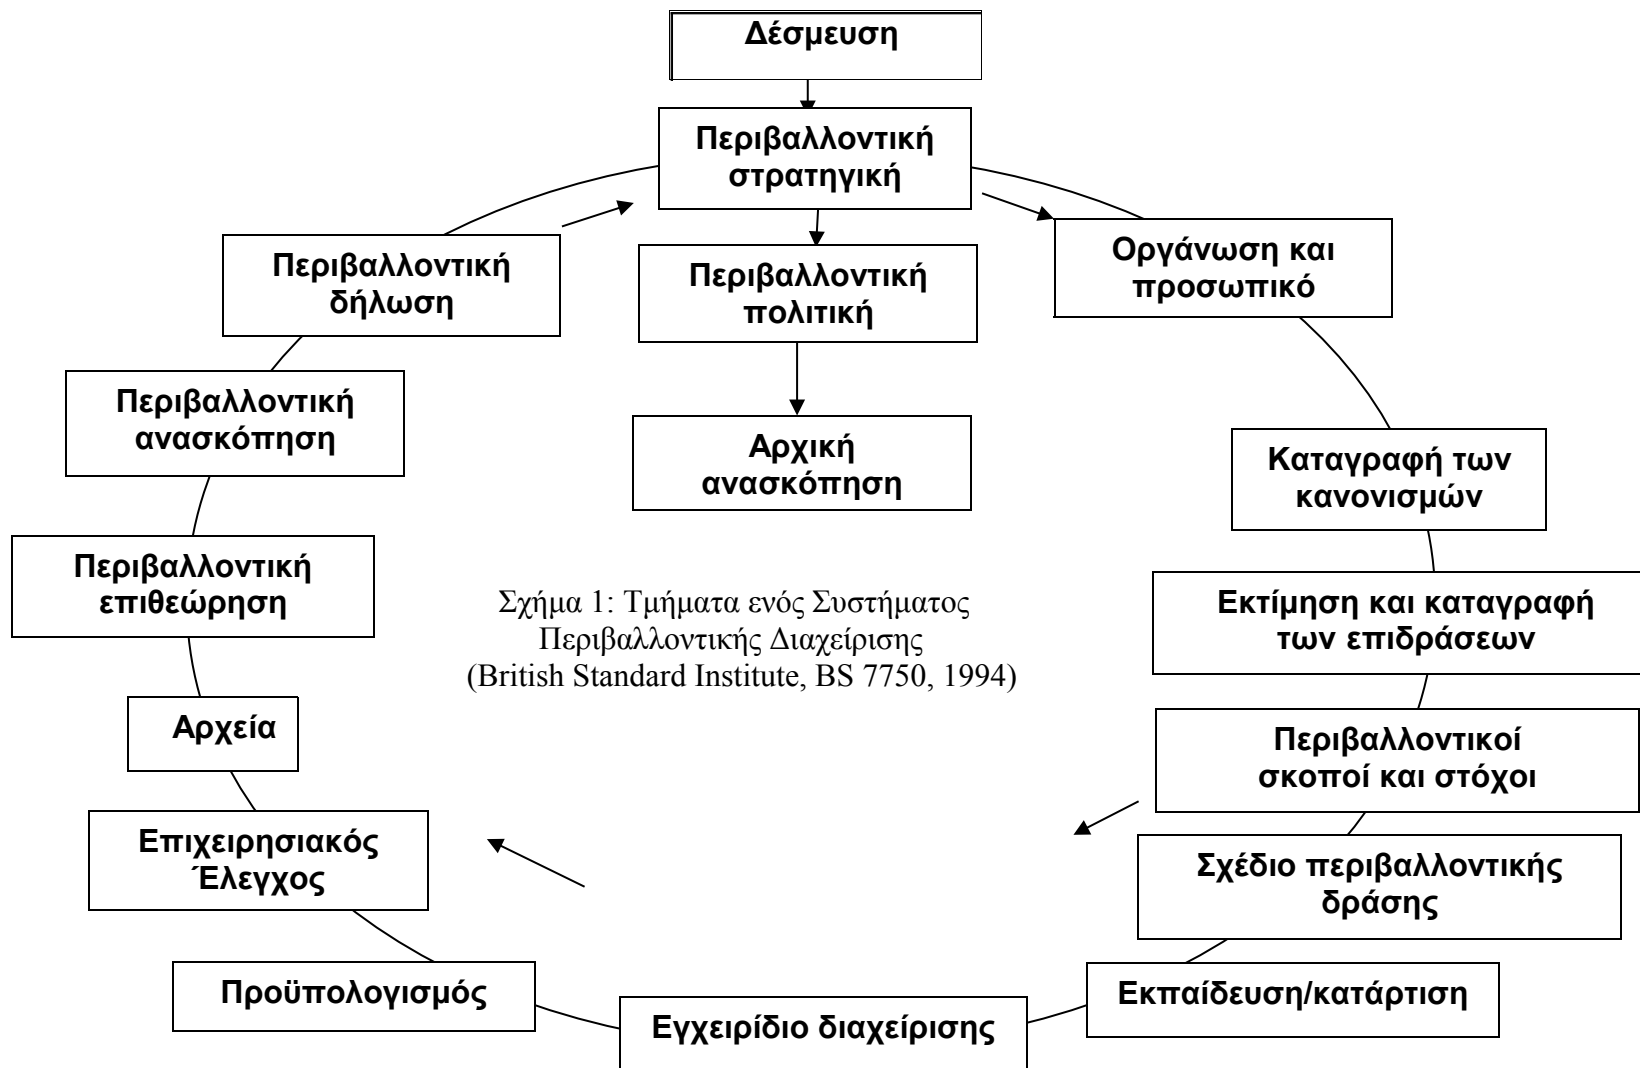 Δέσμευση
Περιβαλλοντική
στρατηγική
Περιβαλλοντική
δήλωση
Περιβαλλοντική
πολιτική
Οργάνωση και
προσωπικό
Περιβαλλοντική
ανασκόπηση
Αρχική
ανασκόπηση
Καταγραφή των
κανονισμών
Περιβαλλοντική
επιθεώρηση
Σχήμα 1: Τμήματα ενός Συστήματος
Περιβαλλοντικής Διαχείρισης
(British Standard Institute, BS 7750, 1994)
Εκτίμηση και καταγραφή
των επιδράσεων
Αρχεία
Περιβαλλοντικοί
σκοποί και στόχοι
Επιχειρησιακός
Έλεγχος
Σχέδιο περιβαλλοντικής
δράσης
Προϋπολογισμός
Εγχειρίδιο διαχείρισης
Εκπαίδευση/κατάρτιση